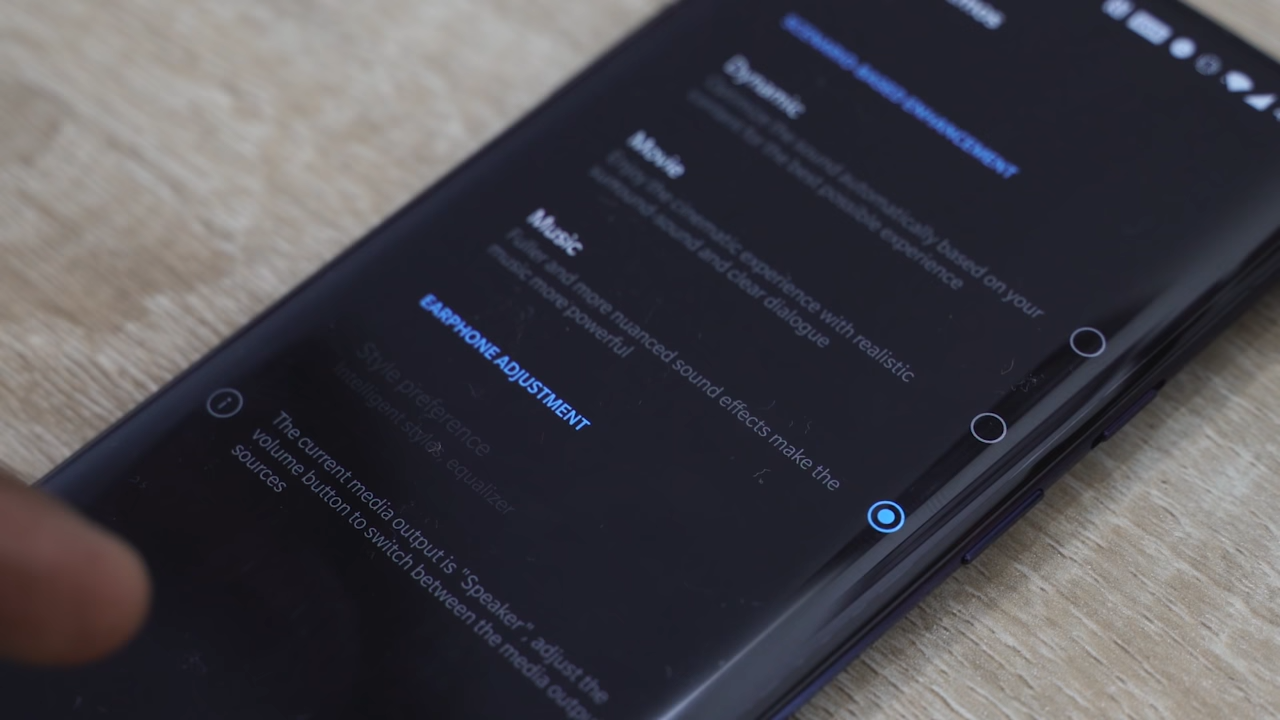 SCENARIO-BASED ENHANCEMENT
Dynamic
Optimize the sound automatically based on your
content for the best possible experience
Movie
Enjoy the cinematic experience with realistic
surround sound and clear dialogue
Music
Fuller and more nuanced sound effects make the
music more powerful
EARPHONE ADJUSTMENT
Style preference
Intelligent styles, equalizer
The current media output is "Speaker", adjust the
volume button to switch between the media output
sources